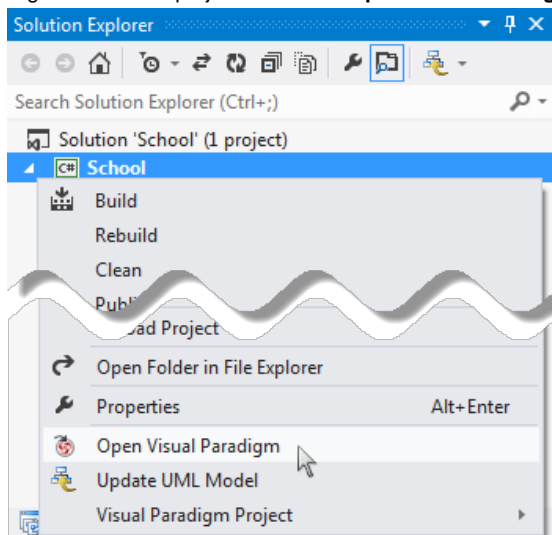 Solution Explorer
Search Solution Explorer (Ctrl+;)
Solution 'School' (1 project)
C# School
Build
Rebuild
Clean
Project
Open Folder in File Explorer
Properties Alt+Enter
Open Visual Paradigm
Update UML Model
Visual Paradigm Project